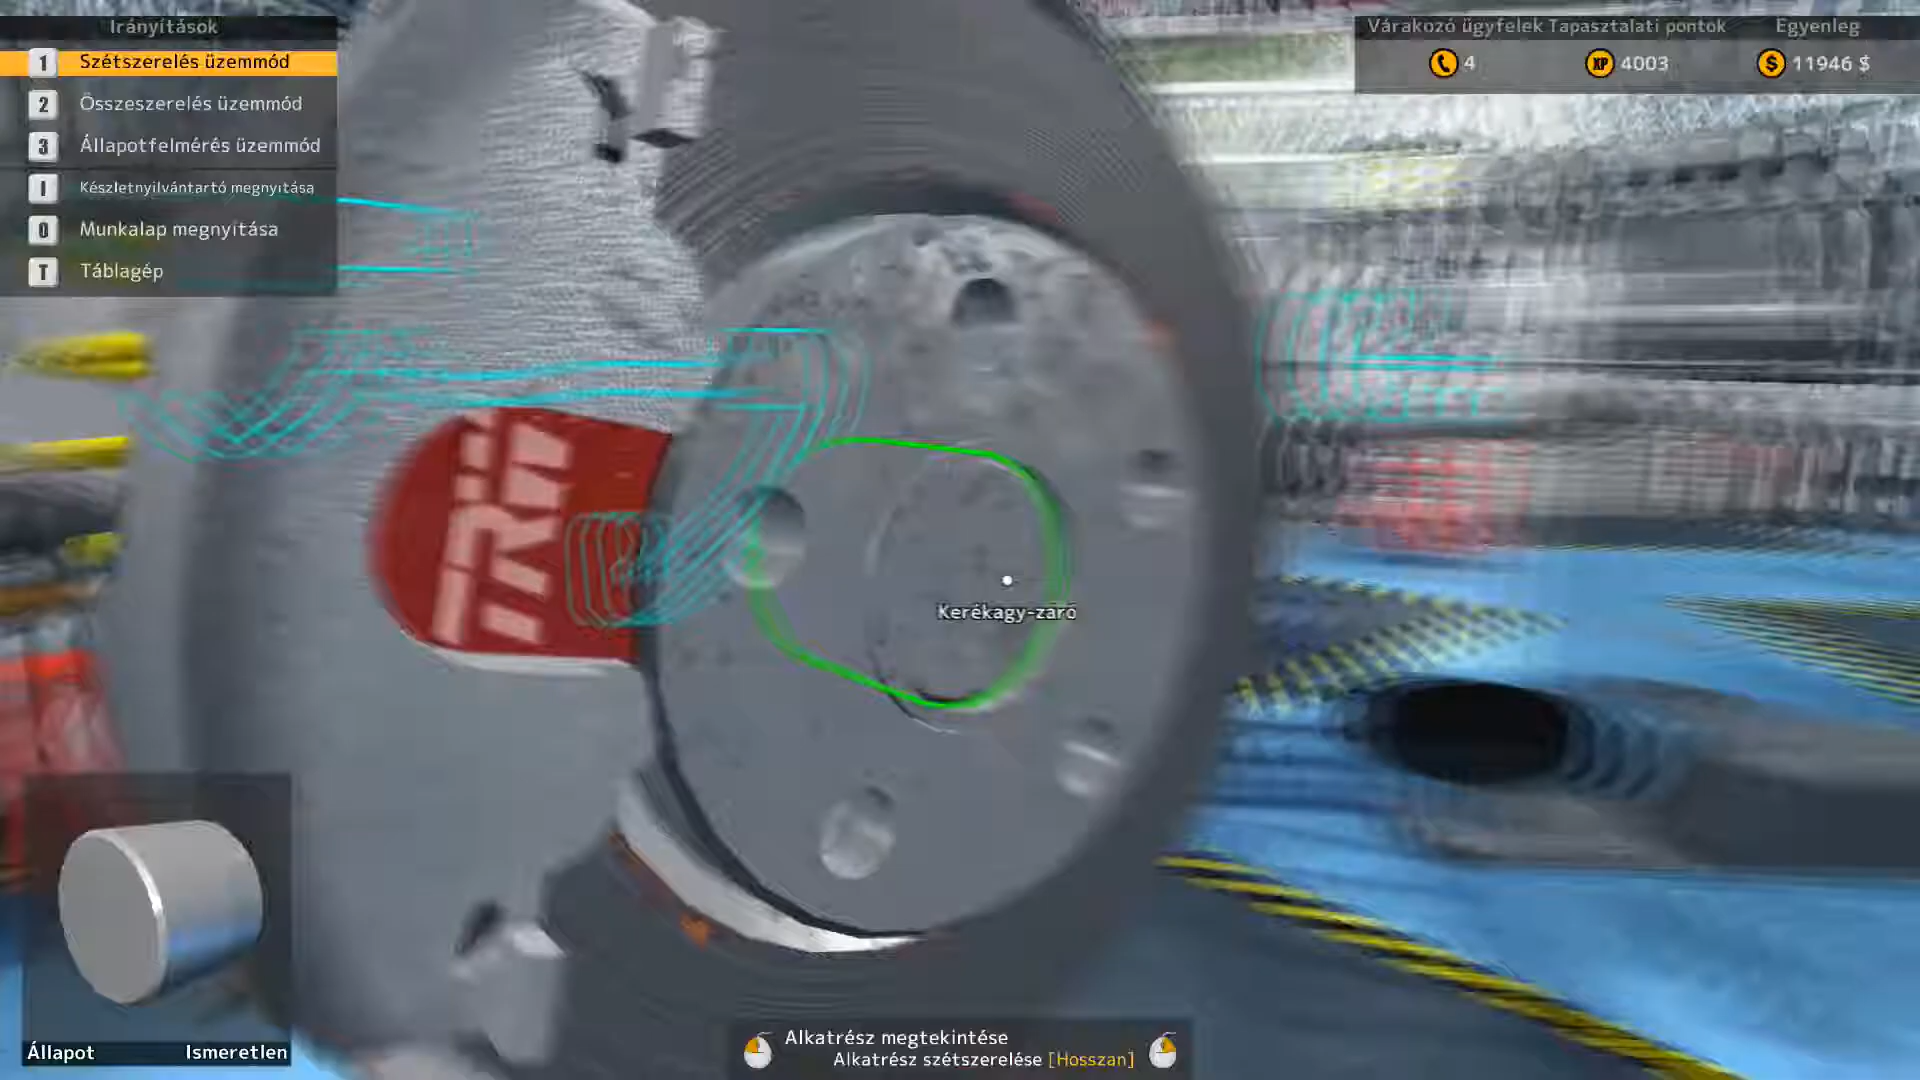 Irányítások
1 Szétszerelés üzemmód
2 Összeszerelés üzemmód
3 Állapotfelmérés üzemmód
I Készletnyilvántartó megnyitása
O Munkalap megnyitása
T Táblagép
Várakozó ügyfelek Tapasztalati pontok Egyenleg
4 XP 4003 $ 11946 $
TRW
Kerékagy-záró
Állapot Ismeretlen
Alkatrész megtekintése
Alkatrész szétszerelése [Hosszan]